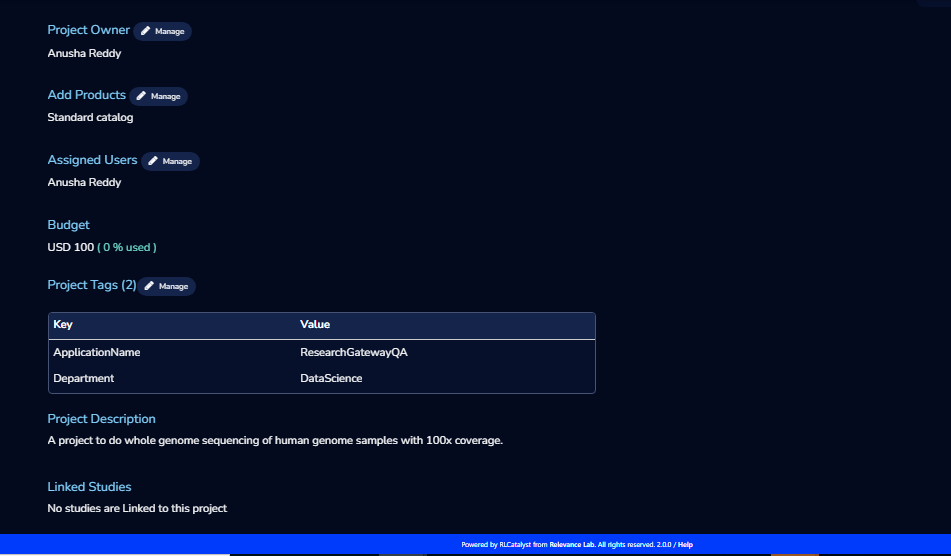 Project Owner Manage
Anusha Reddy
Add Products Manage
Standard catalog
Assigned Users Manage
Anusha Reddy
Budget
USD 100 ( 0 % used )
Project Tags (2) Manage
Key Value
ApplicationName ResearchGatewayQA
Department DataScience
Project Description
A project to do whole genome sequencing of human genome samples with 100x coverage.
Linked Studies
No studies are Linked to this project
Powered by RLCatalyst from Relevance Lab. All rights reserved. 2.0.0 / Help